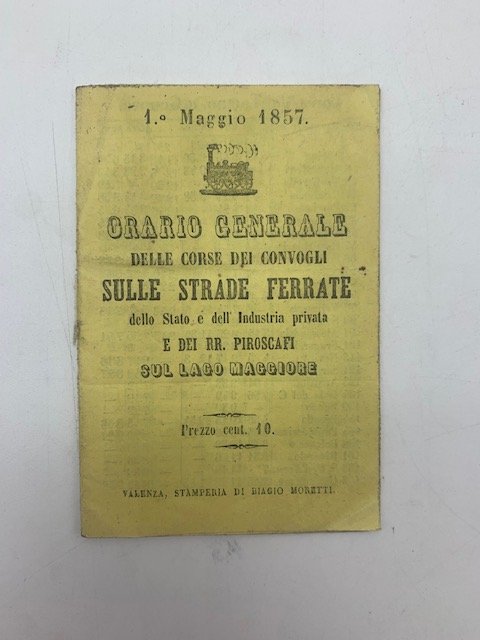 1.º Maggio 1857.
ORARIO GENERALE
DELLE CORSE DEI CONVOGLI
SULLE STRADE FERRATE
dello Stato e dell' Industria privata
E DEI RR. PIROSCAFI
SUL LAGO MAGGIORE
Prezzo cent. 10.
VALENZA, STAMPERIA DI BIAGIO MORETTI.